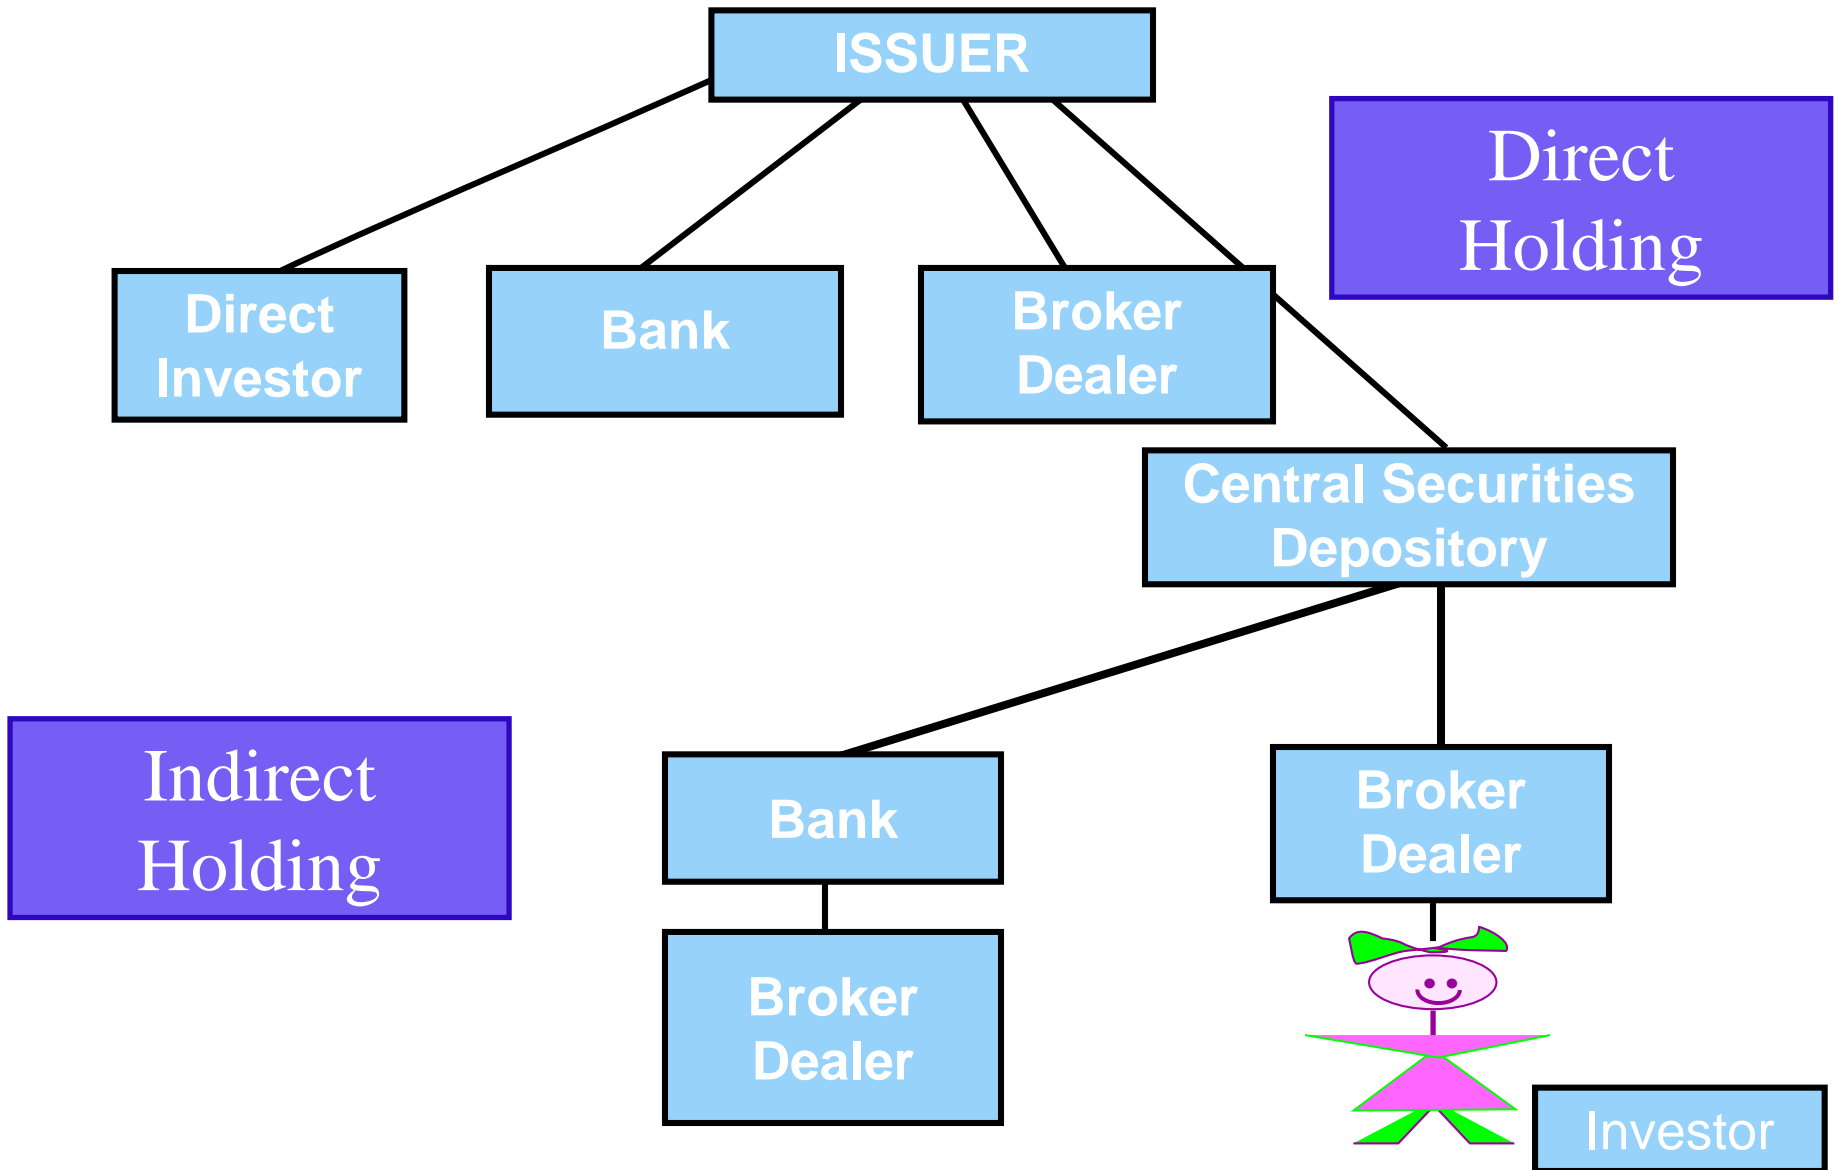 ISSUER
Direct
Holding
Direct
Investor
Bank
Broker
Dealer
Central Securities
Depository
Indirect
Holding
Bank
Broker
Dealer
Broker
Dealer
Investor